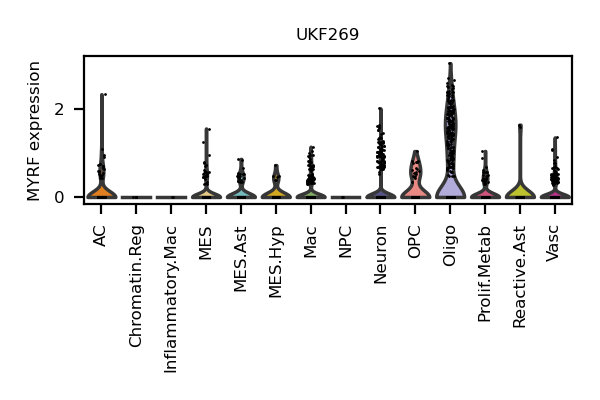 UKF269
MYRF expression
2
0
AC
Chromatin.Reg
Inflammatory.Mac
MES
MES.Ast
MES.Hyp
Mac
NPC
Neuron
OPC
Oligo
Prolif.Metab
Reactive.Ast
Vasc